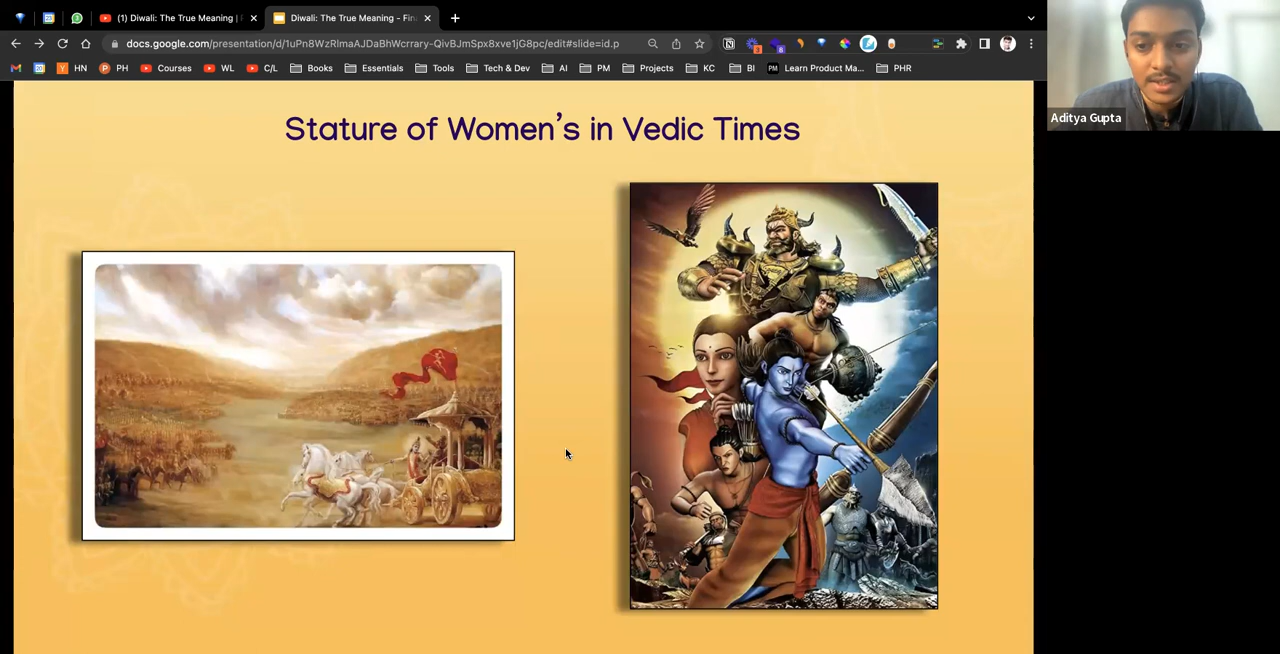 (1) Diwali: The True Meaning |
Diwali: The True Meaning - Fin
docs.google.com/presentation/d/1uPn8WzRlmaAJDaBhWcrrary-QivBJmSpx8xve1jG8pc/edit#slide=id.p
HN
PH
Courses
WL
C/L
Books
Essentials
Tools
Tech & Dev
AI
PM
Projects
KC
BI
PM Learn Product Ma...
PHR
Aditya Gupta
Stature of Women's in Vedic Times